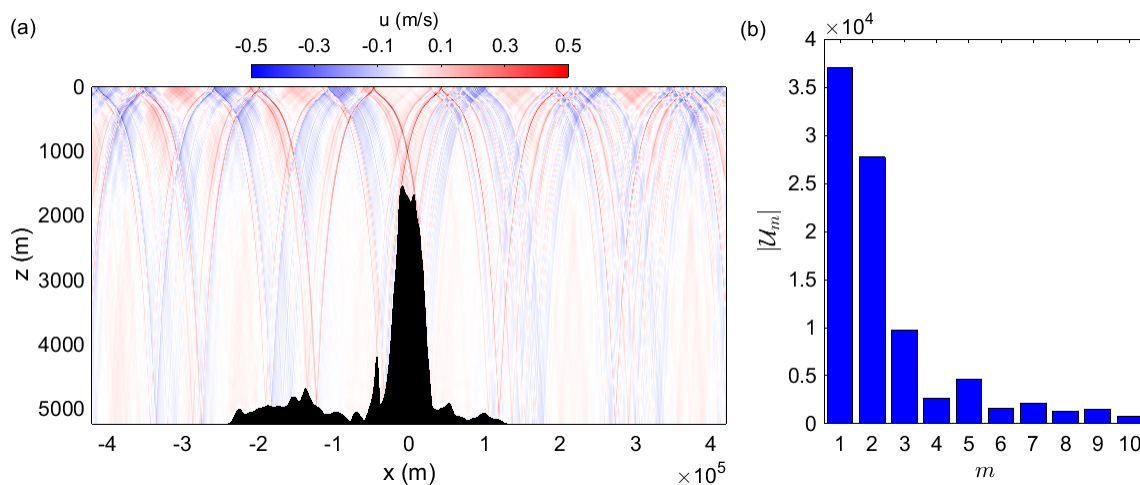 (a)
u (m/s)
-0.5 -0.3 -0.1 0.1 0.3 0.5
0
1000
2000
3000
4000
5000
z (m)
-4 -3 -2 -1 0 1 2 3 4
x (m)
×10^5
(b)
×10^4
4
3.5
3
2.5
2
1.5
1
0.5
0
|𝒰_m|
1 2 3 4 5 6 7 8 9 10
m